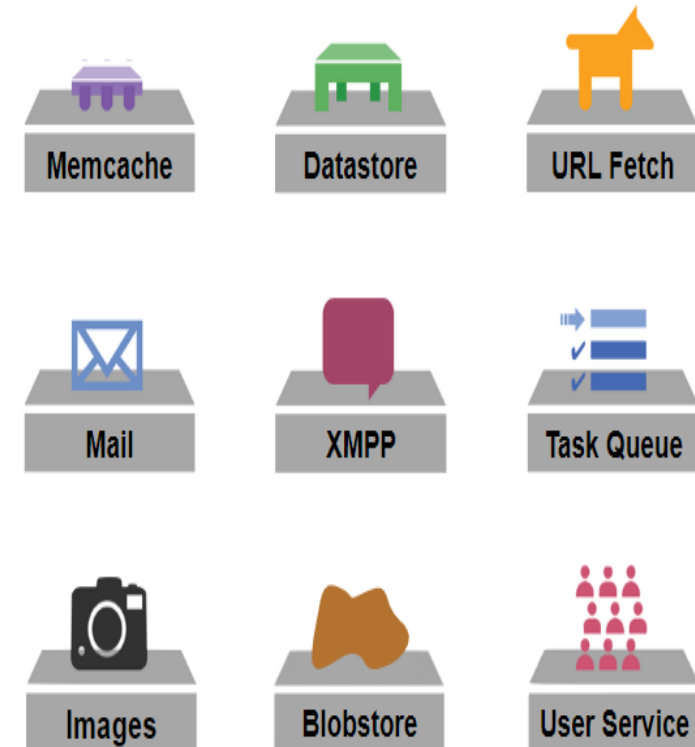 Memcache
Datastore
URL Fetch
Mail
XMPP
Task Queue
Images
Blobstore
User Service